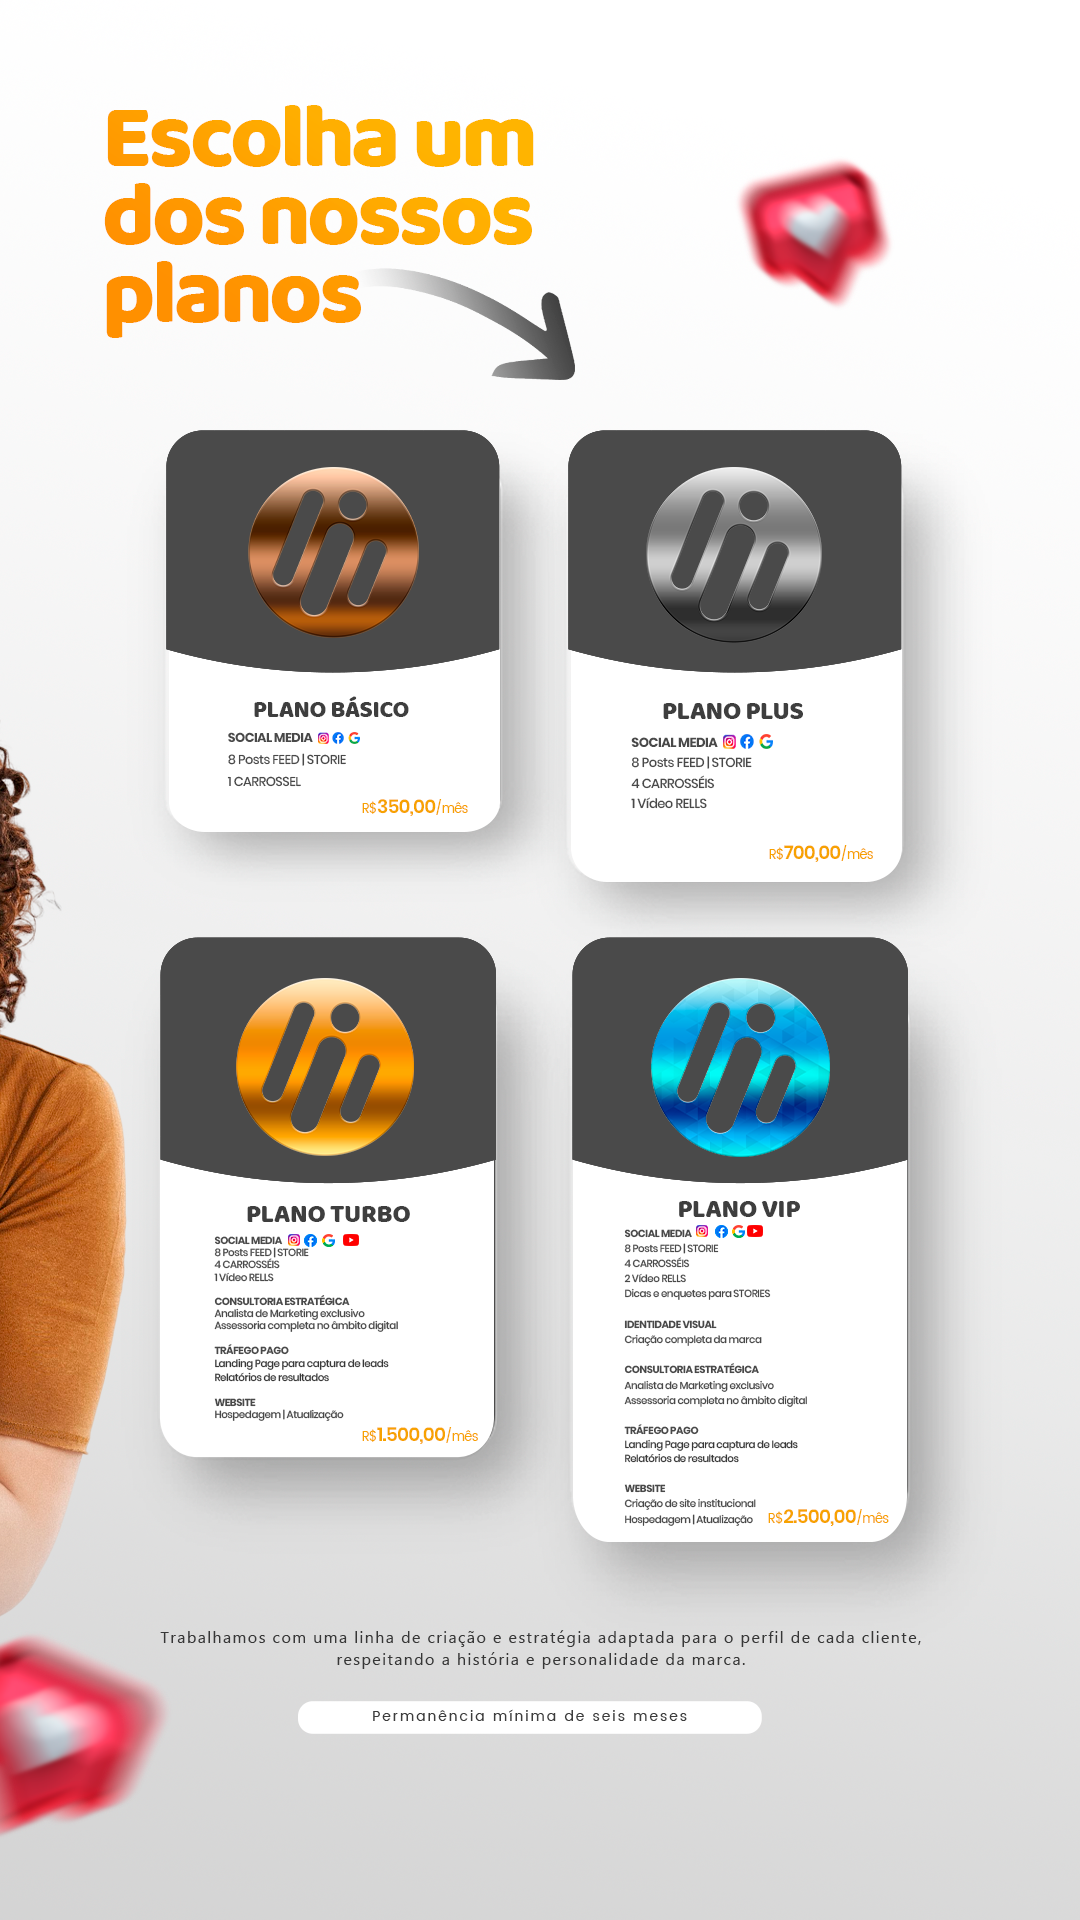 Escolha um
dos nossos
planos
PLANO BÁSICO
SOCIAL MEDIA
8 Posts FEED | STORIE
1 CARROSSEL
R$350,00/mês
PLANO PLUS
SOCIAL MEDIA
8 Posts FEED | STORIE
4 CARROSSÉIS
1 Vídeo RELLS
R$700,00/mês
PLANO TURBO
SOCIAL MEDIA
8 Posts FEED | STORIE
4 CARROSSÉIS
1 Vídeo RELLS
CONSULTORIA ESTRATÉGICA
Analista de Marketing exclusivo
Assessoria completa no âmbito digital
TRÁFEGO PAGO
Landing Page para captura de leads
Relatórios de resultados
WEBSITE
Hospedagem | Atualização
R$1.500,00/mês
PLANO VIP
SOCIAL MEDIA
8 Posts FEED | STORIE
4 CARROSSÉIS
2 Vídeo RELLS
Dicas e enquetes para STORIES
IDENTIDADE VISUAL
Criação completa da marca
CONSULTORIA ESTRATÉGICA
Analista de Marketing exclusivo
Assessoria completa no âmbito digital
TRÁFEGO PAGO
Landing Page para captura de leads
Relatórios de resultados
WEBSITE
Criação de site institucional
Hospedagem | Atualização
R$2.500,00/mês
Trabalhamos com uma linha de criação e estratégia adaptada para o perfil de cada cliente,
respeitando a história e personalidade da marca.
Permanência mínima de seis meses